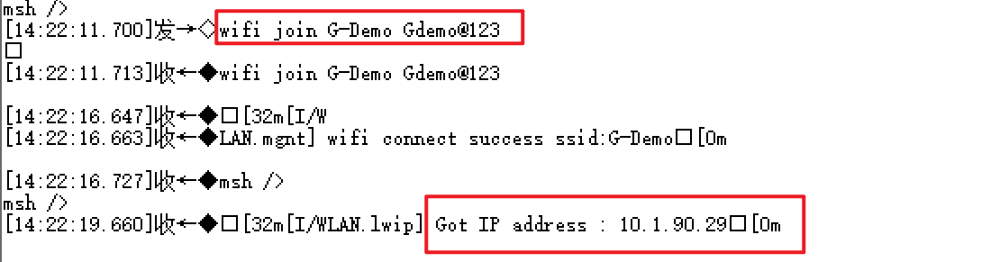 msh />
[14:22:11.700]发→◇wifi join G-Demo Gdemo@123
□
[14:22:11.713]收←◆wifi join G-Demo Gdemo@123
[14:22:16.647]收←◆□[32m[I/W
[14:22:16.663]收←◆LAN.mgnt] wifi connect success ssid:G-Demo□[0m
[14:22:16.727]收←◆msh />
msh />
[14:22:19.660]收←◆□[32m[I/WLAN.lwip] Got IP address : 10.1.90.29□[0m